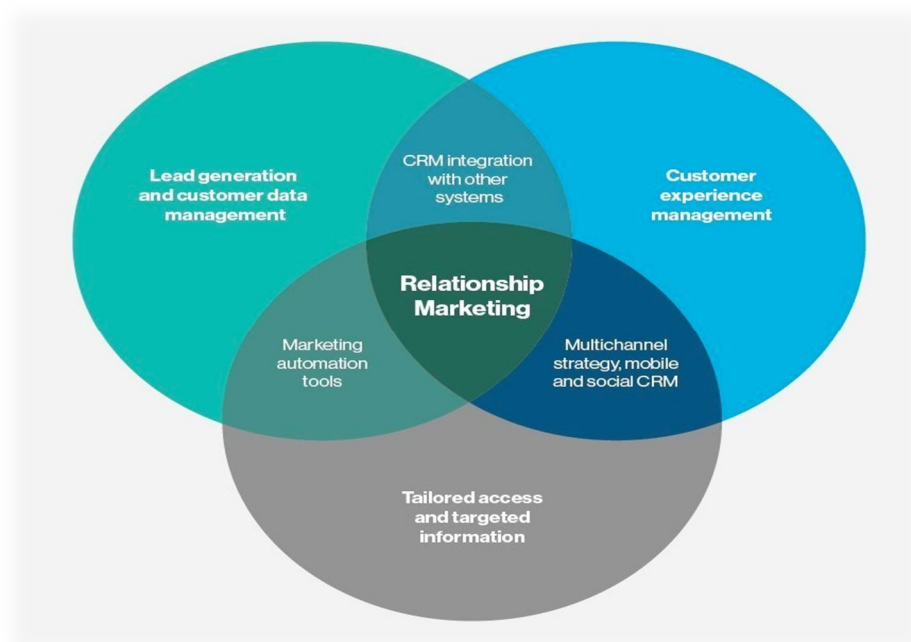 Lead generation
and customer data
management
CRM integration
with other
systems
Customer
experience
management
Relationship
Marketing
Marketing
automation
tools
Multichannel
strategy, mobile
and social CRM
Tailored access
and targeted
information